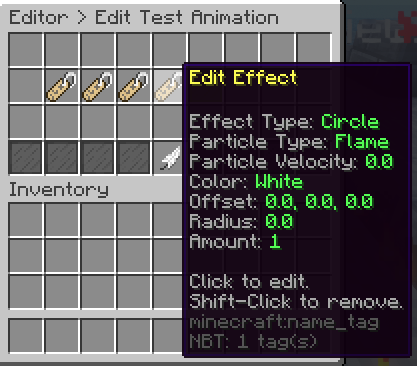 Editor > Edit Test Animation
Edit Effect
Effect Type: Circle
Particle Type: Flame
Particle Velocity: 0.0
Color: White
Offset: 0.0, 0.0, 0.0
Radius: 0.0
Amount: 1
Click to edit.
Shift-Click to remove.
minecraft:name_tag
NBT: 1 tag(s)
Inventory